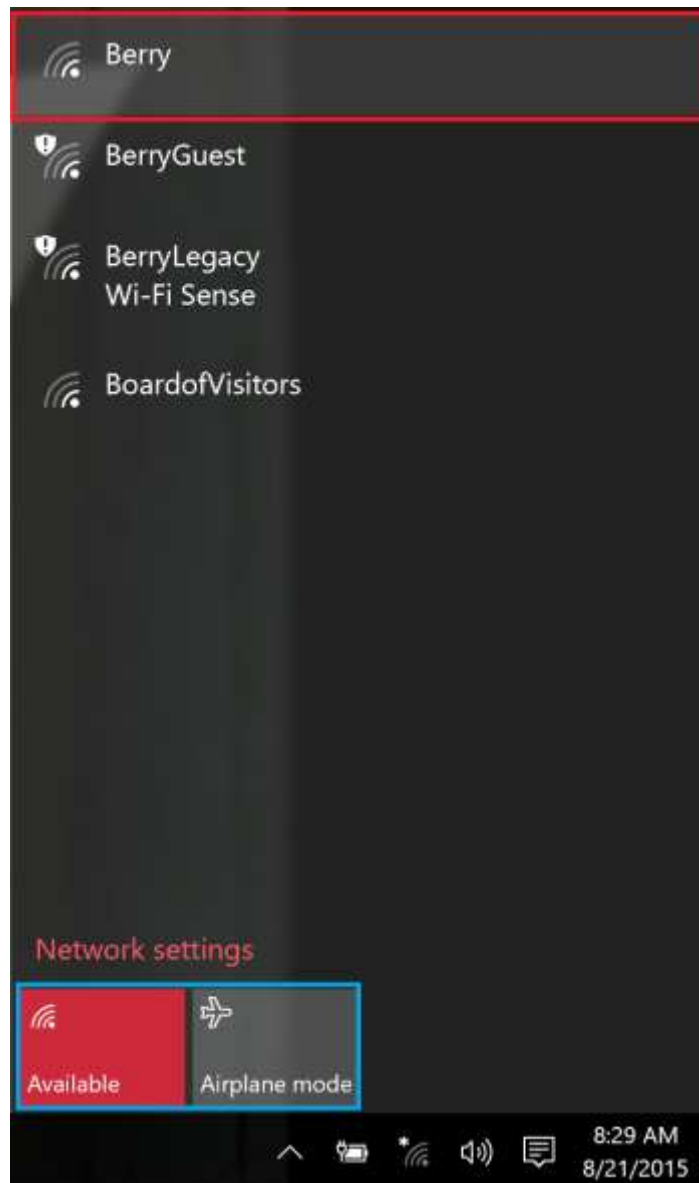 Berry
BerryGuest
BerryLegacy
Wi-Fi Sense
BoardofVisitors
Network settings
Available
Airplane mode
8:29 AM
8/21/2015